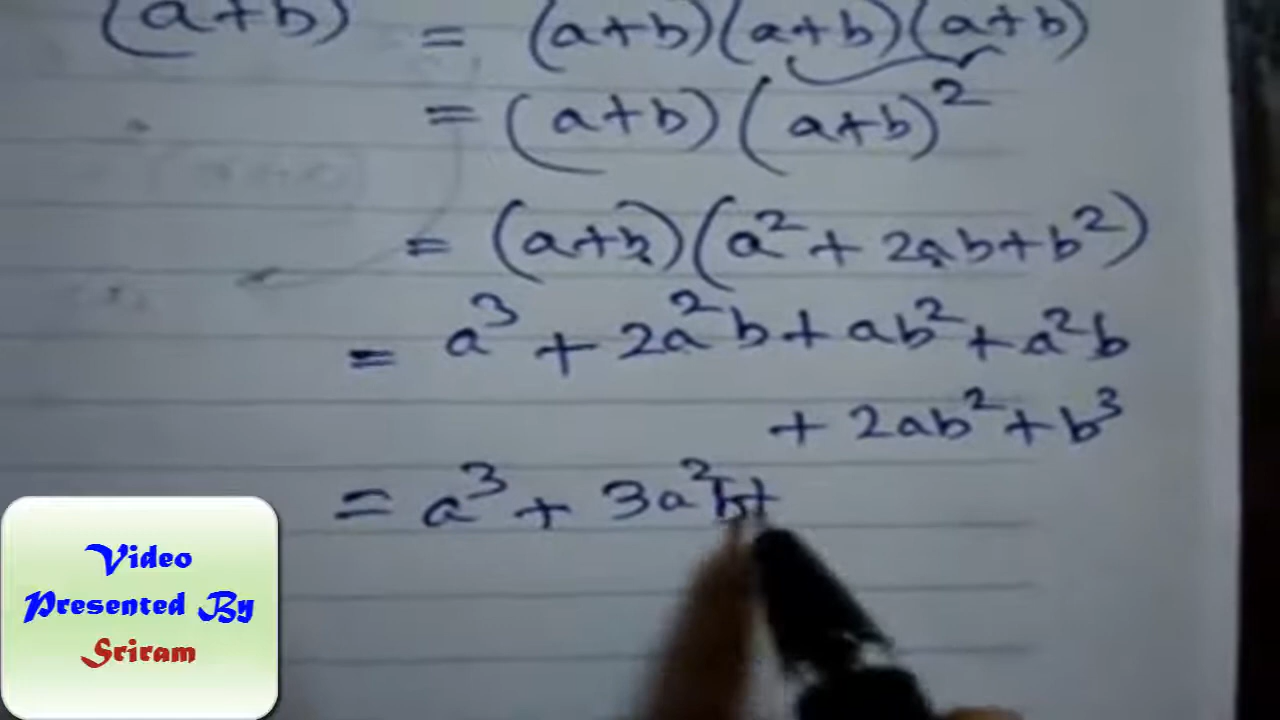 (a+b) = (a+b)(a+b)(a+b)
= (a+b)(a+b)²
= (a+b)(a²+2ab+b²)
= a³+2a²b+ab²+a²b
+2ab²+b³
= a³+3a²b+
Video
Presented By
Sriram